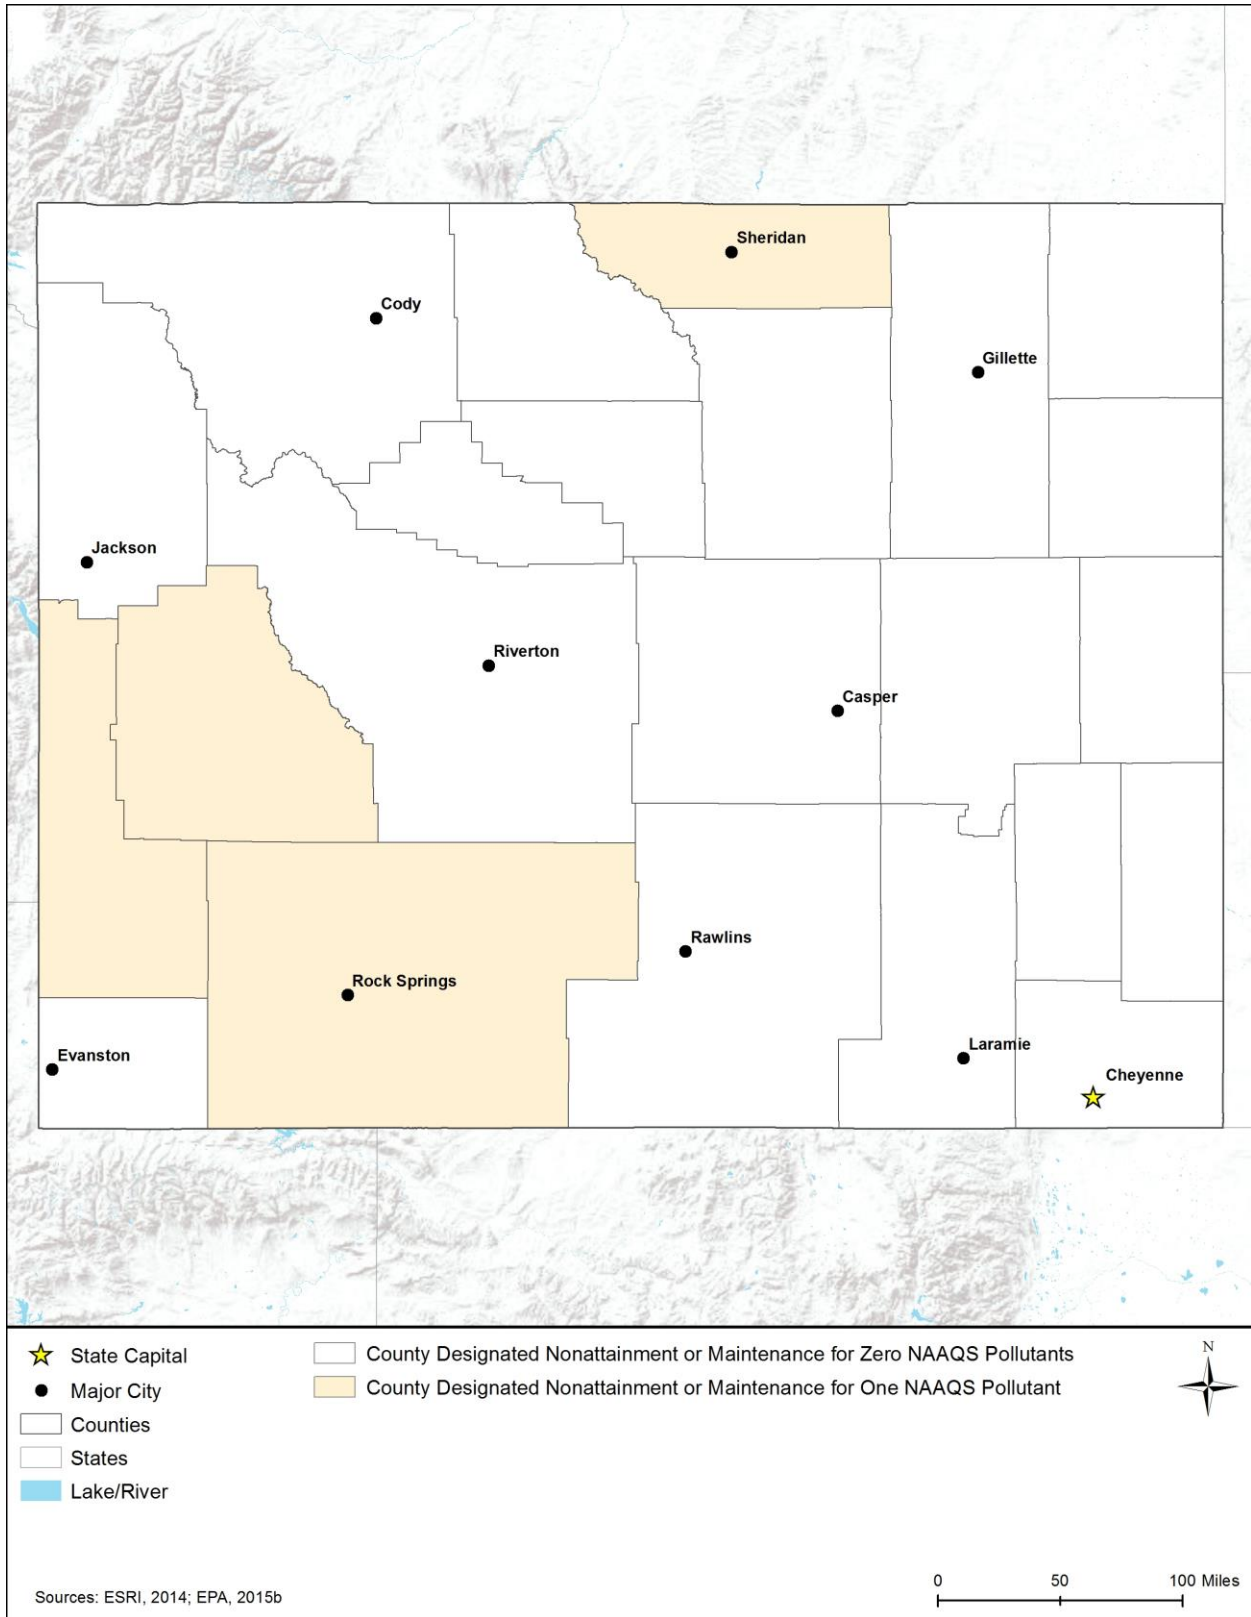 Sheridan
Cody
Gillette
Jackson
Riverton
Casper
Rawlins
Rock Springs
Evanston
Laramie
Cheyenne
State Capital
Major City
Counties
States
Lake/River
County Designated Nonattainment or Maintenance for Zero NAAQS Pollutants
County Designated Nonattainment or Maintenance for One NAAQS Pollutant
N
Sources: ESRI, 2014; EPA, 2015b
0 50 100 Miles